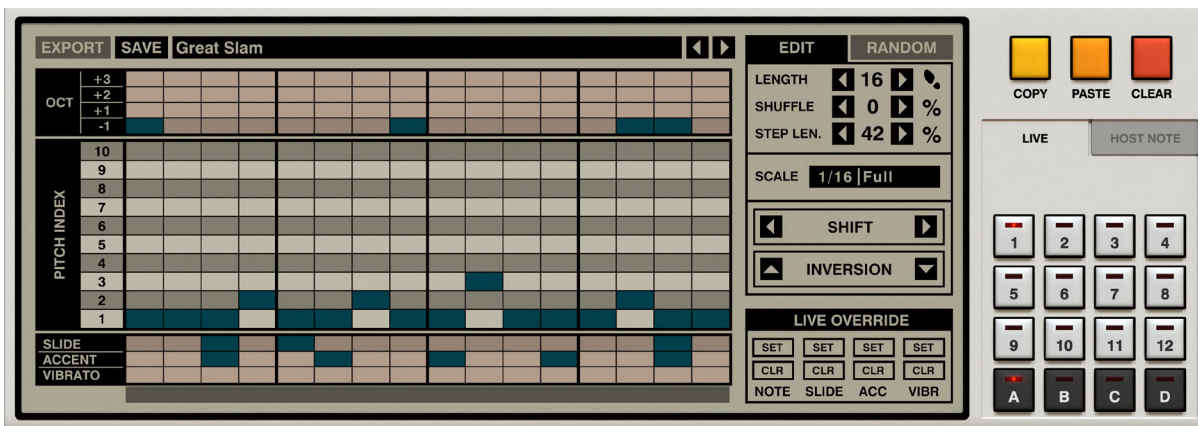 EXPORT SAVE Great Slam
OCT
+3
+2
+1
-1
PITCH INDEX
10
9
8
7
6
5
4
3
2
1
SLIDE
ACCENT
VIBRATO
EDIT RANDOM
LENGTH 16
SHUFFLE 0 %
STEP LEN. 42 %
SCALE 1/16 | Full
SHIFT
INVERSION
LIVE OVERRIDE
SET SET SET SET
CLR CLR CLR CLR
NOTE SLIDE ACC VIBR
COPY PASTE CLEAR
LIVE HOST NOTE
1 2 3 4
5 6 7 8
9 10 11 12
A B C D